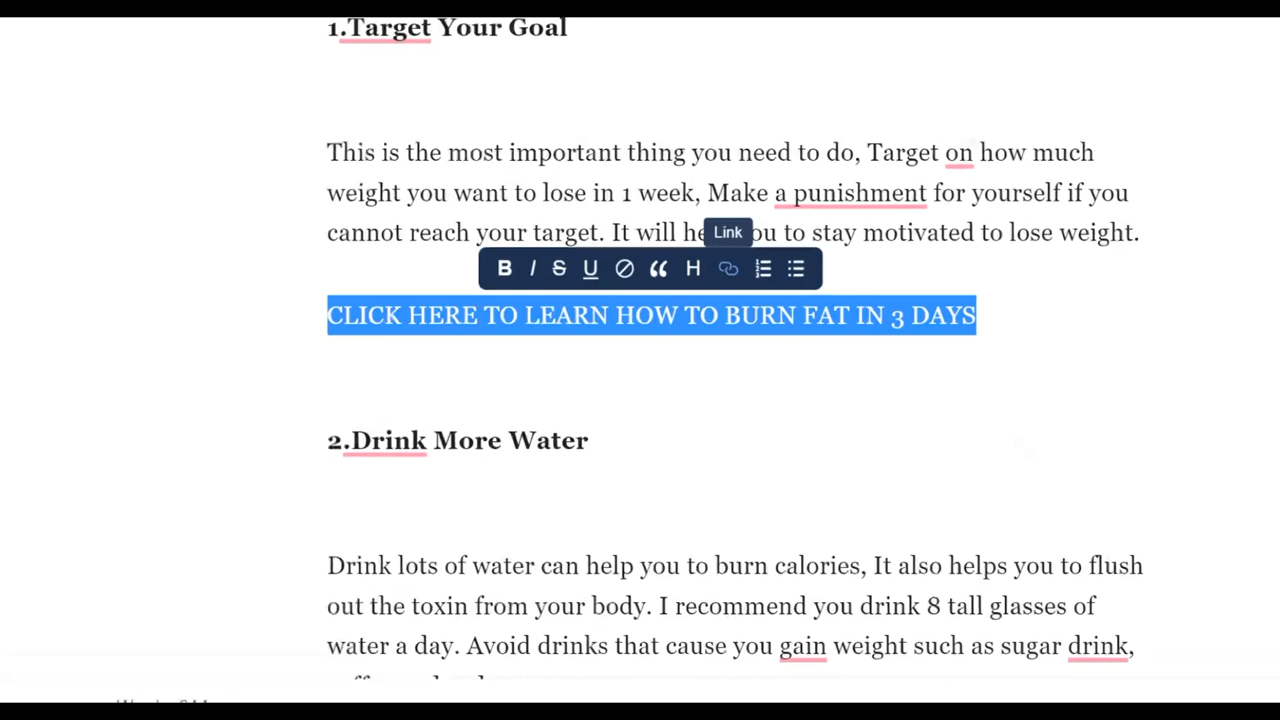 1.Target Your Goal
This is the most important thing you need to do, Target on how much
weight you want to lose in 1 week, Make a punishment for yourself if you
cannot reach your target. It will he ou to stay motivated to lose weight.
Link
B I S U H
CLICK HERE TO LEARN HOW TO BURN FAT IN 3 DAYS
2.Drink More Water
Drink lots of water can help you to burn calories, It also helps you to flush
out the toxin from your body. I recommend you drink 8 tall glasses of
water a day. Avoid drinks that cause you gain weight such as sugar drink,